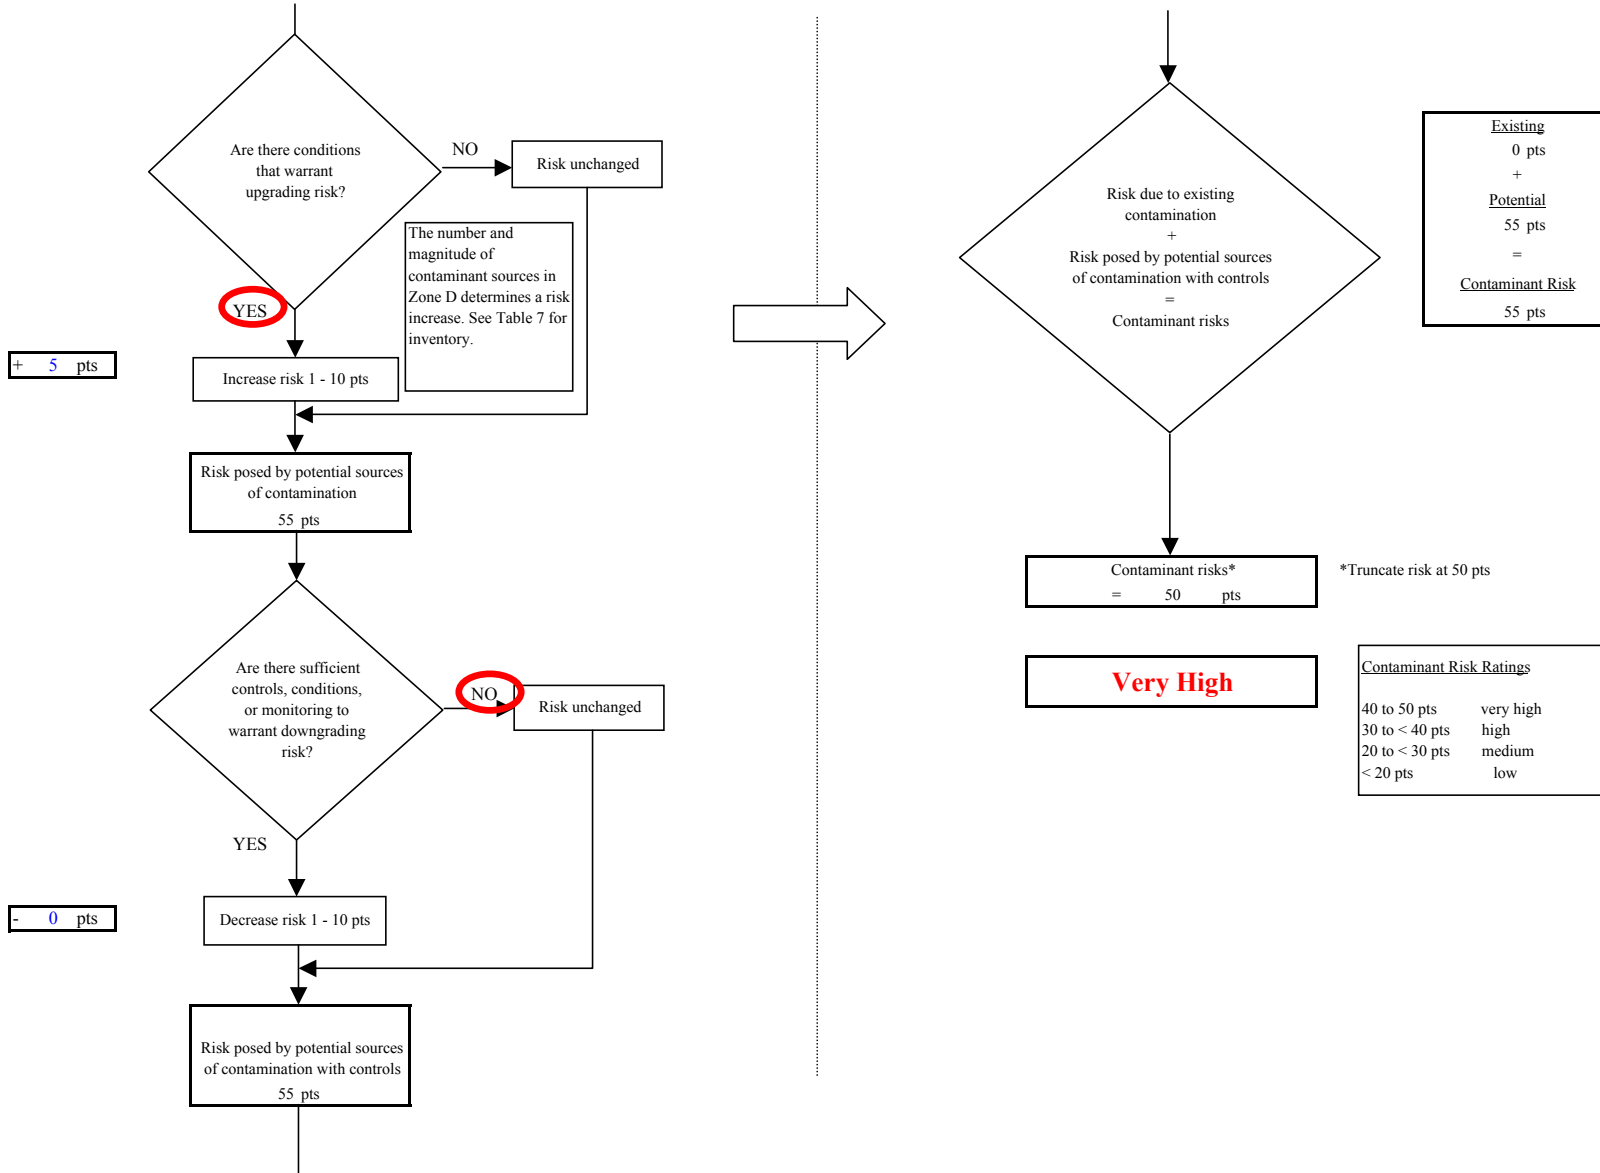 Are there conditions
that warrant
upgrading risk?
NO
Risk unchanged
The number and
magnitude of
contaminant sources in
Zone D determines a risk
increase. See Table 7 for
inventory.
YES
+ 5 pts
Increase risk 1 - 10 pts
Risk posed by potential sources
of contamination
55 pts
Are there sufficient
controls, conditions,
or monitoring to
warrant downgrading
risk?
NO
Risk unchanged
YES
- 0 pts
Decrease risk 1 - 10 pts
Risk posed by potential sources
of contamination with controls
55 pts
Risk due to existing
contamination
+
Risk posed by potential sources
of contamination with controls
=
Contaminant risks
Existing
0 pts
+
Potential
55 pts
=
Contaminant Risk
55 pts
Contaminant risks*
= 50 pts
*Truncate risk at 50 pts
Very High
Contaminant Risk Ratings
40 to 50 pts very high
30 to < 40 pts high
20 to < 30 pts medium
< 20 pts low